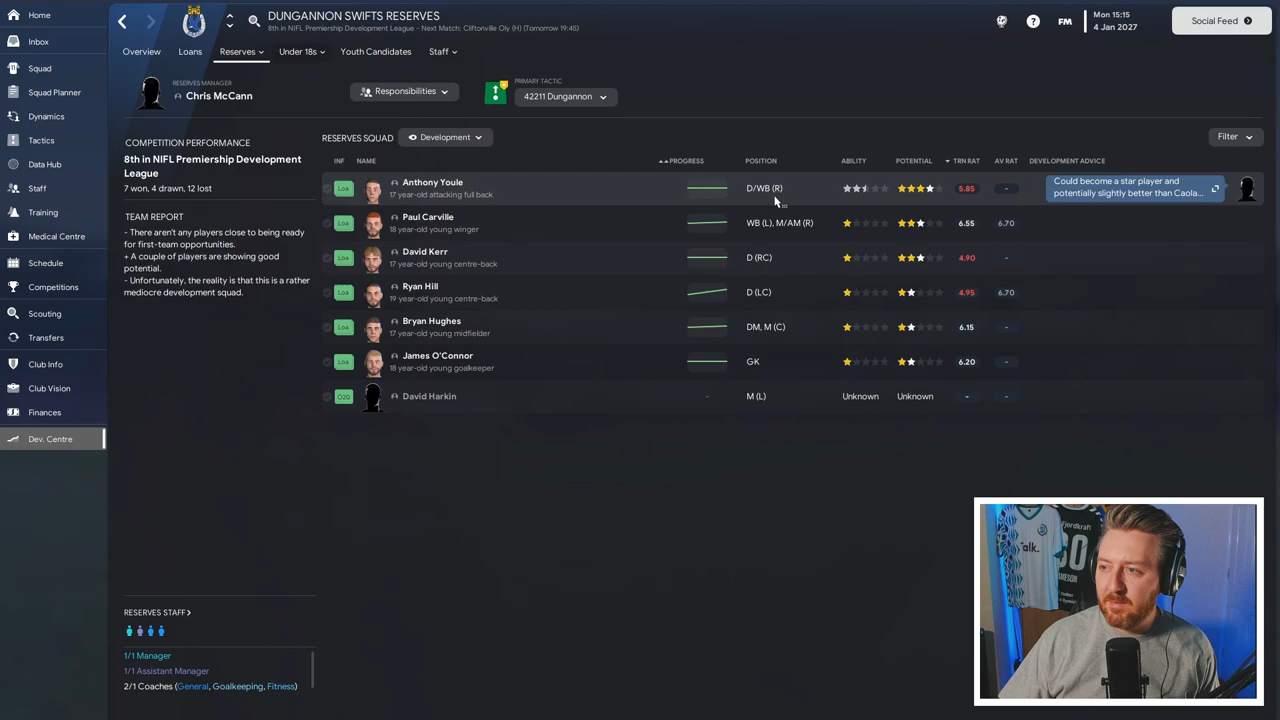 DUNGANNON SWIFTS RESERVES
8th in NIFL Premiership Development League - Next Match: Cliftonville Oly (H) (Tomorrow 19:45)
FM
Mon 15:15
4 Jan 2027
Social Feed
Home
Inbox
Squad
Squad Planner
Dynamics
Tactics
Data Hub
Staff
Training
Medical Centre
Schedule
Competitions
Scouting
Transfers
Club Info
Club Vision
Finances
Dev. Centre
Overview
Loans
Reserves
Under 18s
Youth Candidates
Staff
RESERVES MANAGER
Chris McCann
Responsibilities
PRIMARY TACTIC
42211 Dungannon
COMPETITION PERFORMANCE
8th in NIFL Premiership Development
League
7 won, 4 drawn, 12 lost
TEAM REPORT
- There aren't any players close to being ready
for first-team opportunities.
+ A couple of players are showing good
potential.
- Unfortunately, the reality is that this is a rather
mediocre development squad.
RESERVES STAFF
1/1 Manager
1/1 Assistant Manager
2/1 Coaches (General, Goalkeeping, Fitness)
RESERVES SQUAD
Development
Filter
INF NAME PROGRESS POSITION ABILITY POTENTIAL TRN RAT AV RAT DEVELOPMENT ADVICE
Loa Anthony Youle D/WB (R) 5.85 -
17 year-old attacking full back
Could become a star player and
potentially slightly better than Caola...
Loa Paul Carville WB (L), M/AM (R) 6.55 6.70
18 year-old young winger
Loa David Kerr D (RC) 4.90 -
17 year-old young centre-back
Loa Ryan Hill D (LC) 4.95 6.70
19 year-old young centre-back
Loa Bryan Hughes DM, M (C) 6.15 -
17 year-old young midfielder
Loa James O'Connor GK 6.20 -
18 year-old young goalkeeper
O20 David Harkin - M (L) Unknown Unknown - -
Talk.
fjordkraft